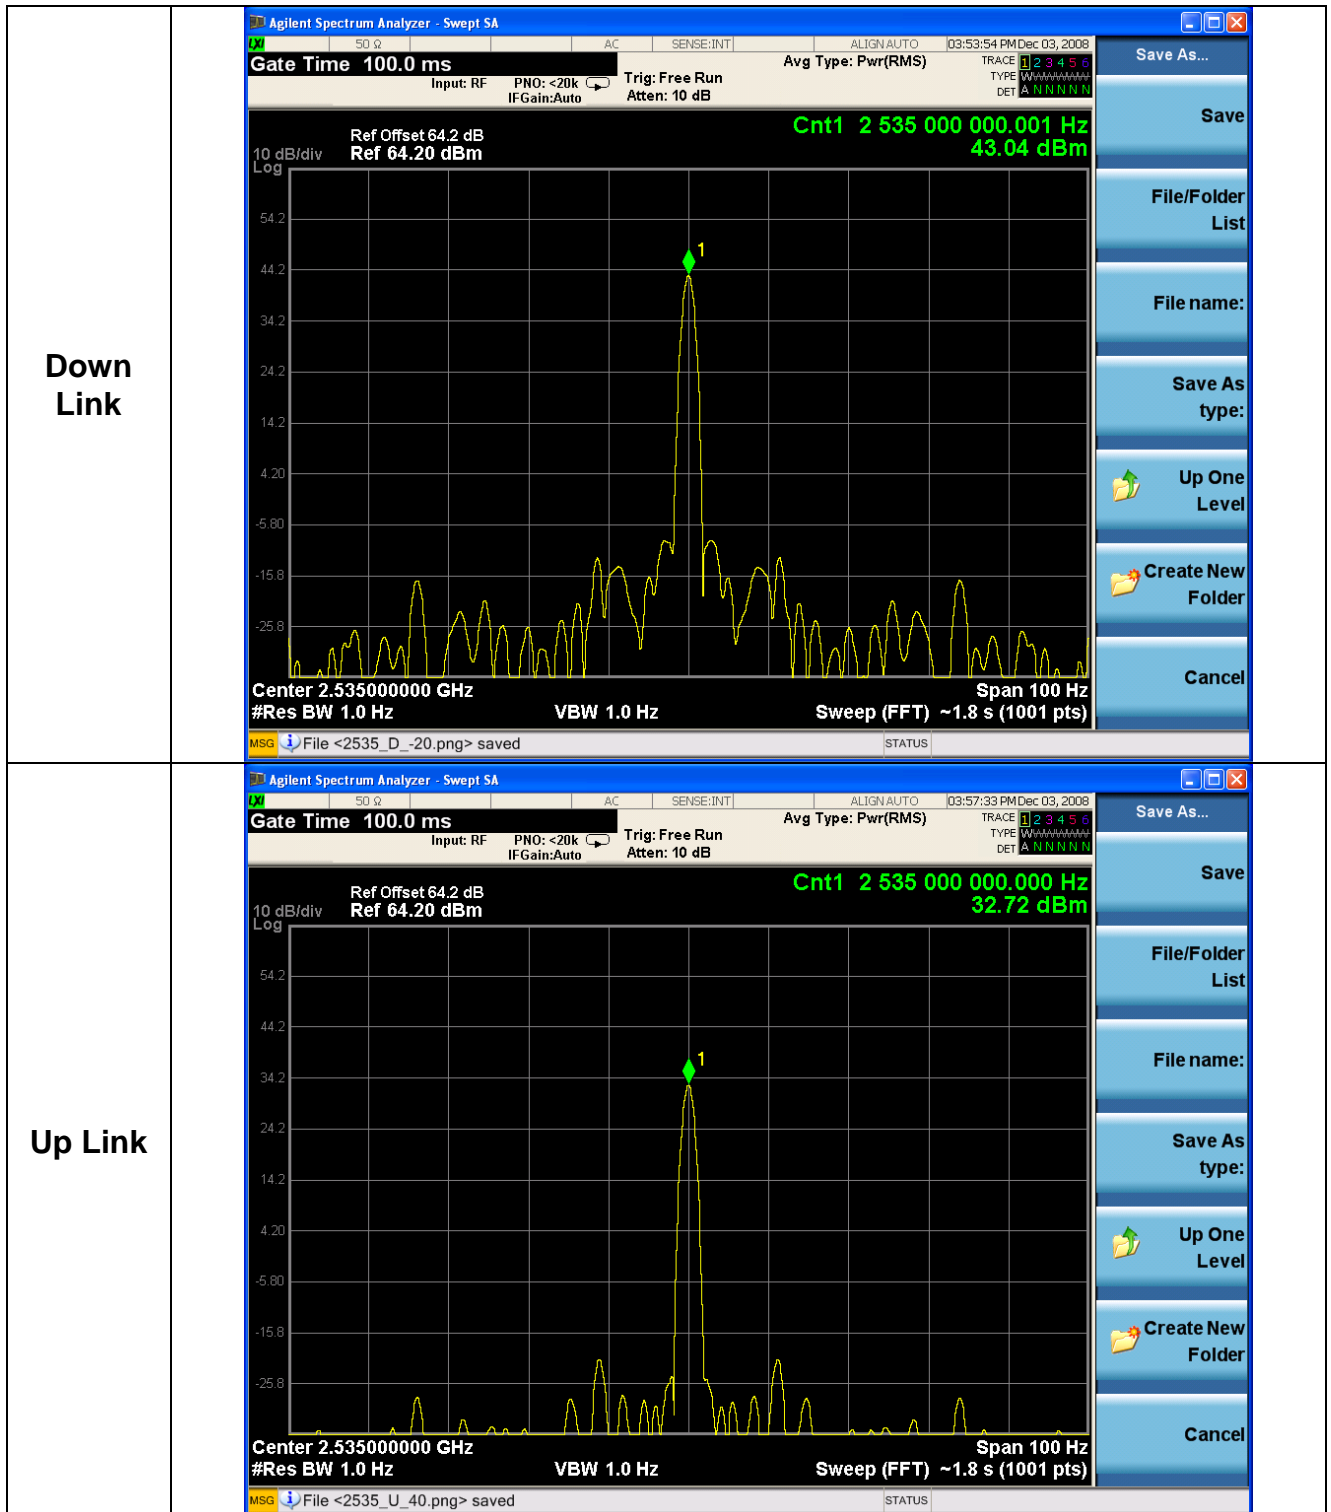 Down
Link
Agilent Spectrum Analyzer - Swept SA
LXI 50 Ω AC SENSE:INT ALIGN AUTO 03:53:54 PM Dec 03, 2008
Gate Time 100.0 ms
Input: RF PNO: <20k IFGain:Auto
Trig: Free Run
Atten: 10 dB
Avg Type: Pwr(RMS)
TRACE 1 2 3 4 5 6
TYPE
DET A N N N N N
Cnt1 2 535 000 000.001 Hz
43.04 dBm
Ref Offset 64.2 dB
10 dB/div Ref 64.20 dBm
Log
54.2
44.2
34.2
24.2
14.2
4.20
-5.80
-15.8
-25.8
1
Center 2.535000000 GHz Span 100 Hz
#Res BW 1.0 Hz VBW 1.0 Hz Sweep (FFT) ~1.8 s (1001 pts)
MSG File <2535_D_-20.png> saved STATUS
Save As...
Save
File/Folder
List
File name:
Save As
type:
Up One
Level
Create New
Folder
Cancel
Up Link
Agilent Spectrum Analyzer - Swept SA
LXI 50 Ω AC SENSE:INT ALIGN AUTO 03:57:33 PM Dec 03, 2008
Gate Time 100.0 ms
Input: RF PNO: <20k IFGain:Auto
Trig: Free Run
Atten: 10 dB
Avg Type: Pwr(RMS)
TRACE 1 2 3 4 5 6
TYPE
DET A N N N N N
Cnt1 2 535 000 000.000 Hz
32.72 dBm
Ref Offset 64.2 dB
10 dB/div Ref 64.20 dBm
Log
54.2
44.2
34.2
24.2
14.2
4.20
-5.80
-15.8
-25.8
1
Center 2.535000000 GHz Span 100 Hz
#Res BW 1.0 Hz VBW 1.0 Hz Sweep (FFT) ~1.8 s (1001 pts)
MSG File <2535_U_40.png> saved STATUS
Save As...
Save
File/Folder
List
File name:
Save As
type:
Up One
Level
Create New
Folder
Cancel